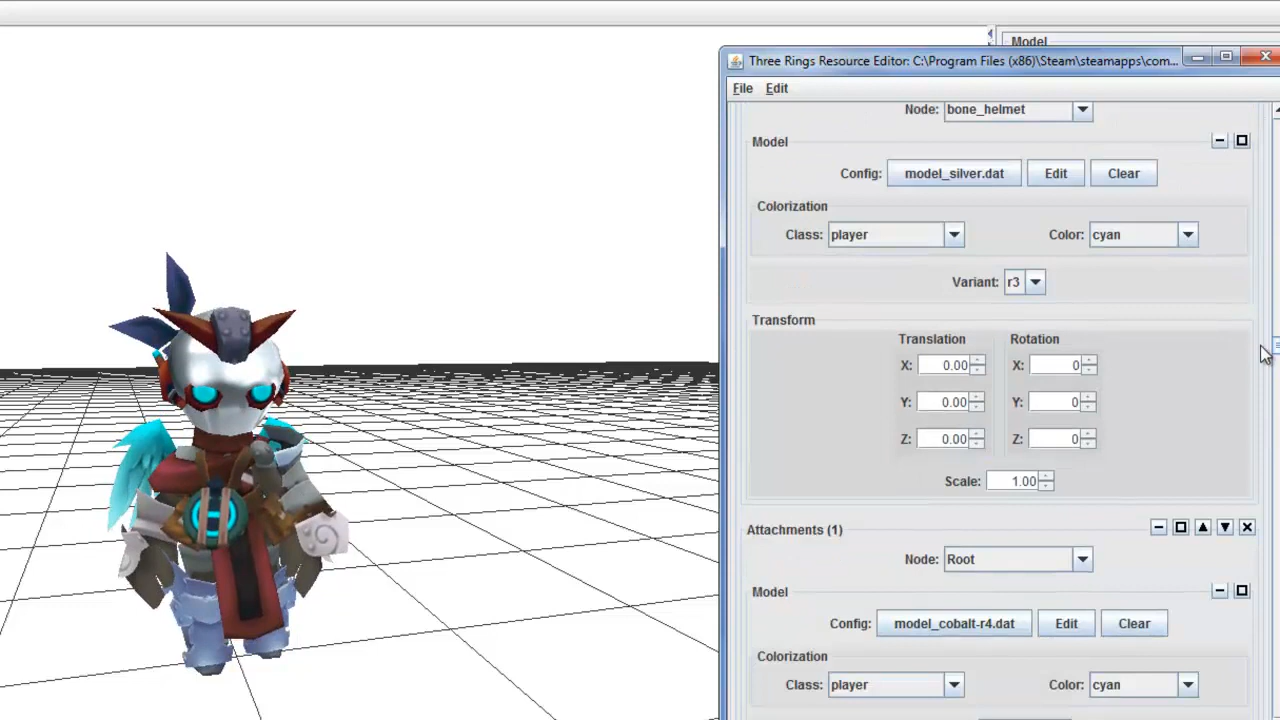 Model
Three Rings Resource Editor: C:\Program Files (x86)\Steam\steamapps\com...
File Edit
Node: bone_helmet
Model
Config: model_silver.dat Edit Clear
Colorization
Class: player Color: cyan
Variant: r3
Transform
Translation Rotation
X: 0.00 X: 0
Y: 0.00 Y: 0
Z: 0.00 Z: 0
Scale: 1.00
Attachments (1)
Node: Root
Model
Config: model_cobalt-r4.dat Edit Clear
Colorization
Class: player Color: cyan